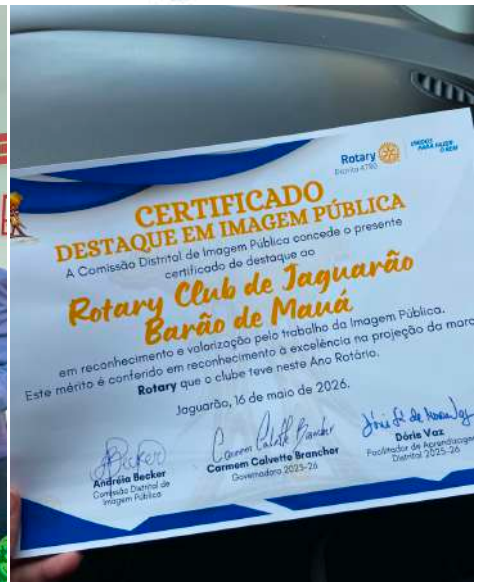 Rotary
Distrito 4780
UNIDOS
PARA FAZER
O BEM
CERTIFICADO
DESTAQUE EM IMAGEM PÚBLICA
A Comissão Distrital de Imagem Pública concede o presente
certificado de destaque ao
Rotary Club de Jaguarão
Barão de Mauá
em reconhecimento e valorização pelo trabalho da Imagem Pública.
Este mérito é conferido em reconhecimento à excelência na projeção da marca
Rotary que o clube teve neste Ano Rotário.
Jaguarão, 16 de maio de 2026.
Andréia Becker
Comissão Distrital de
Imagem Pública
Carmem Calvette Brancher
Governadora 2025-26
Dóris Vaz
Facilitador de Aprendizagem
Distrital 2025-26